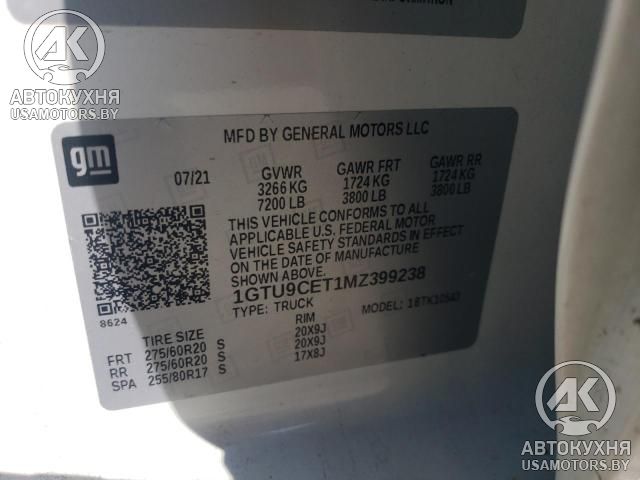 AK
АВТОКУХНЯ
USAMOTORS.BY
MFD BY GENERAL MOTORS LLC
gm
07/21 GVWR GAWR FRT GAWR RR
3266 KG 1724 KG 1724 KG
7200 LB 3800 LB 3800 LB
THIS VEHICLE CONFORMS TO ALL
APPLICABLE U.S. FEDERAL MOTOR
VEHICLE SAFETY STANDARDS IN EFFECT
ON THE DATE OF MANUFACTURE
SHOWN ABOVE.
1GTU9CET1MZ399238
TYPE: TRUCK MODEL: 1BTK10543
8624
TIRE SIZE RIM
FRT 275/60R20 S 20X9J
RR 275/60R20 S 20X9J
SPA 255/80R17 S 17X8J
AK
АВТОКУХНЯ
USAMOTORS.BY